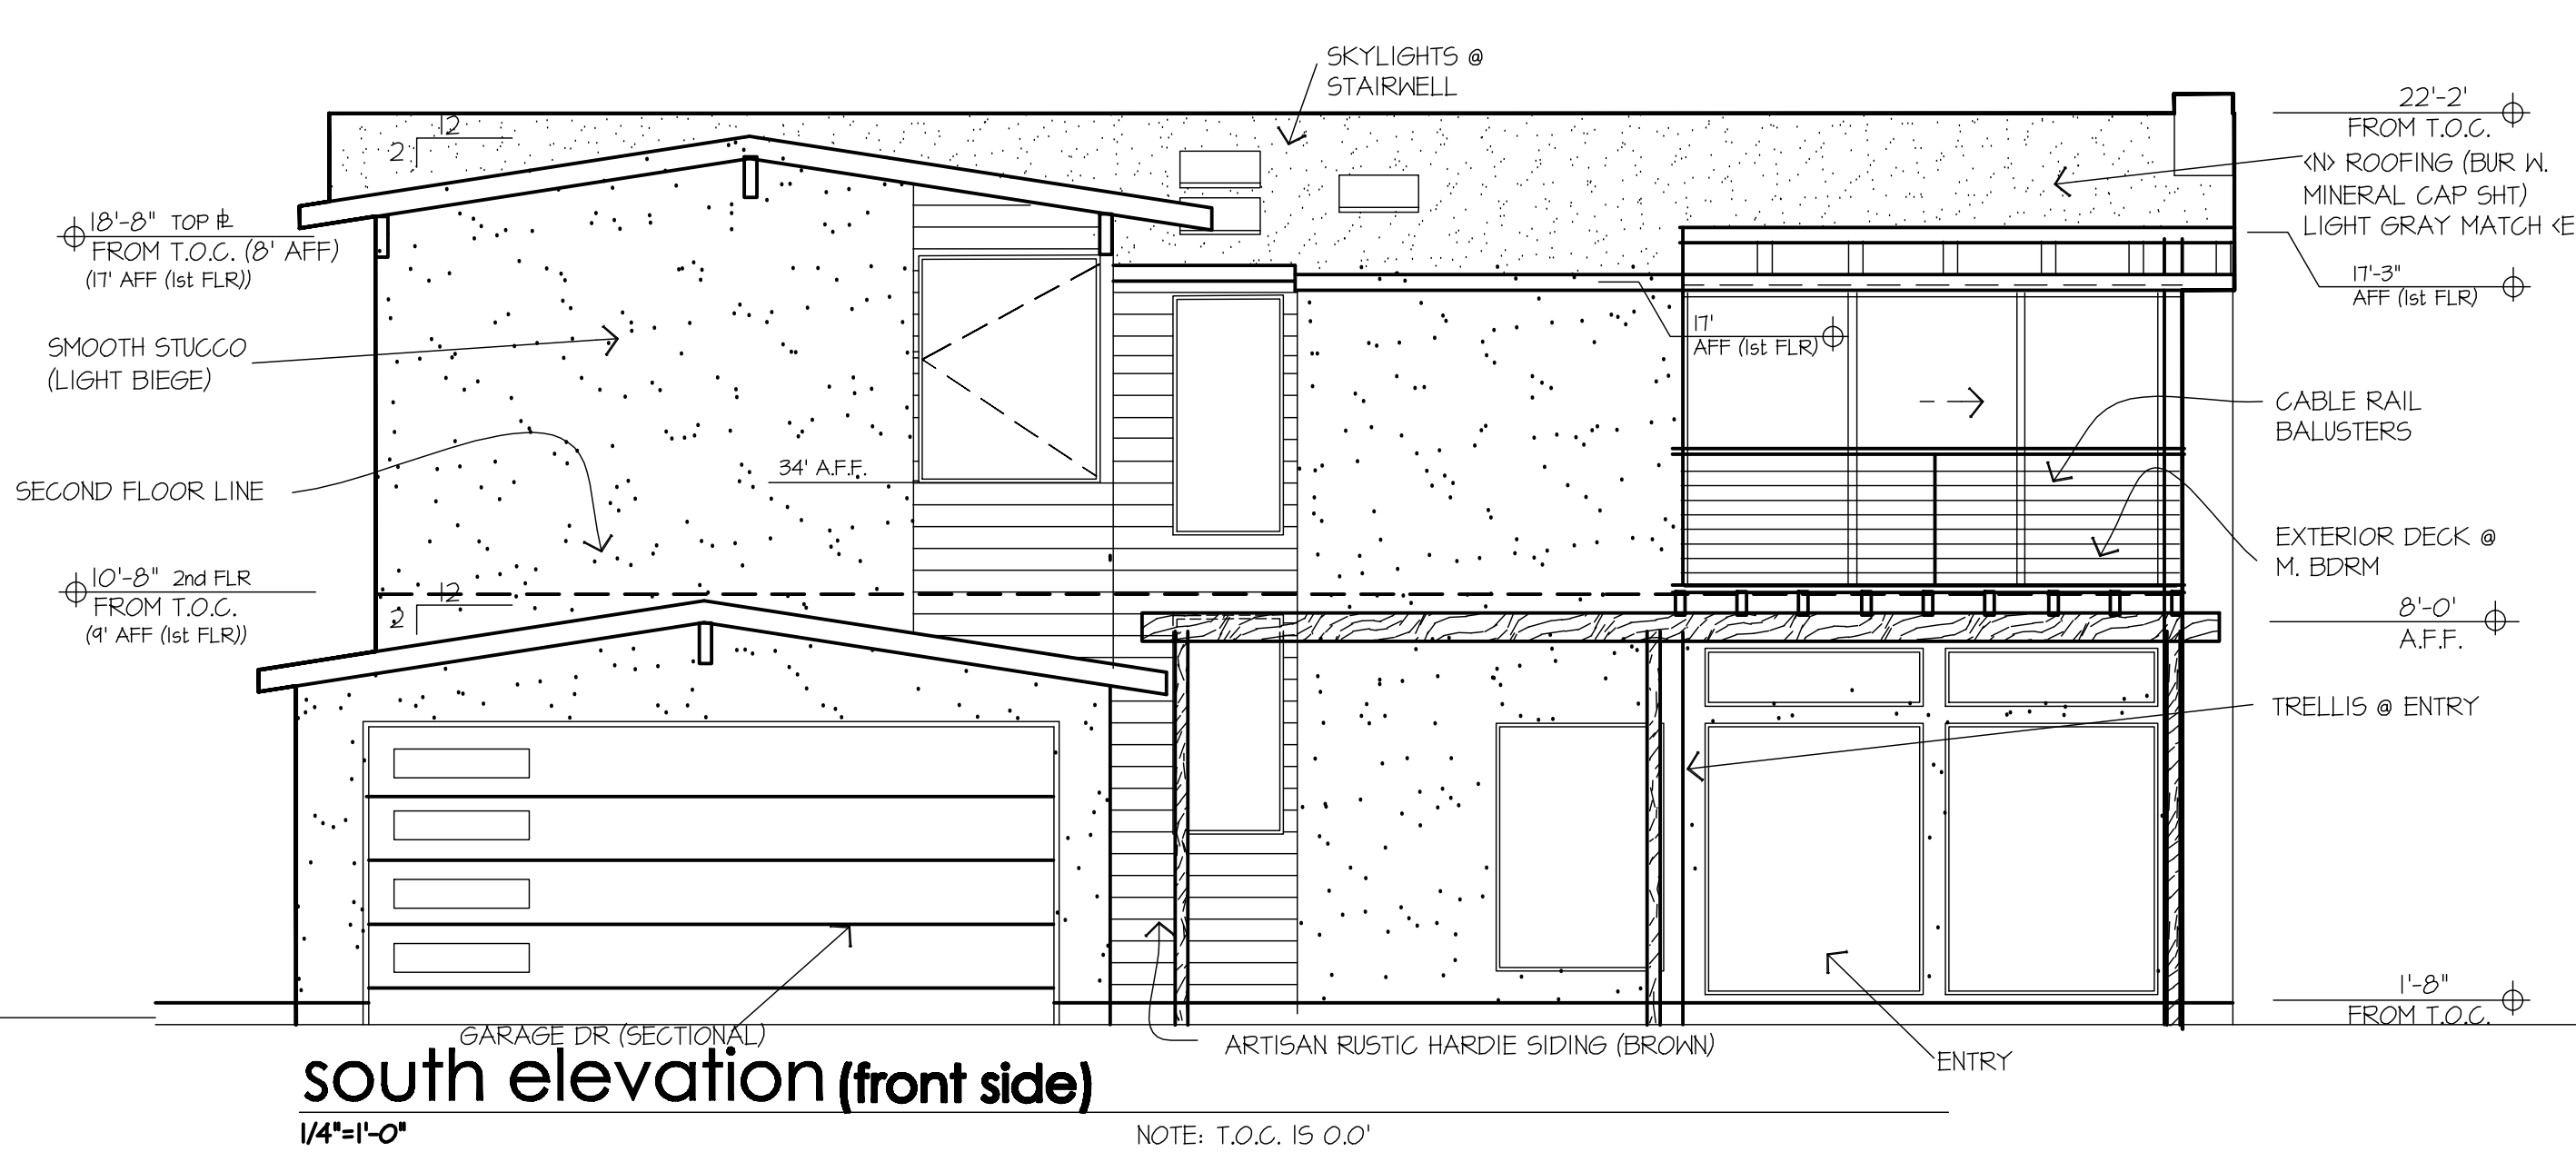 SKYLIGHTS @
STAIRWELL
22'-2'
FROM T.O.C.
<N> ROOFING (BUR W.
MINERAL CAP SHT)
LIGHT GRAY MATCH <E
12
2
18'-8" TOP PL
FROM T.O.C. (8' AFF)
(17' AFF (1st FLR))
17'-3"
AFF (1st FLR)
17'
AFF (1st FLR)
SMOOTH STUCCO
(LIGHT BIEGE)
CABLE RAIL
BALUSTERS
34' A.F.F.
SECOND FLOOR LINE
EXTERIOR DECK @
M. BDRM
10'-8" 2nd FLR
FROM T.O.C.
(9' AFF (1st FLR))
12
2
8'-0'
A.F.F.
TRELLIS @ ENTRY
1'-8"
FROM T.O.C.
GARAGE DR (SECTIONAL)
ARTISAN RUSTIC HARDIE SIDING (BROWN)
ENTRY
south elevation (front side)
1/4"=1'-0"
NOTE: T.O.C. IS 0.0'